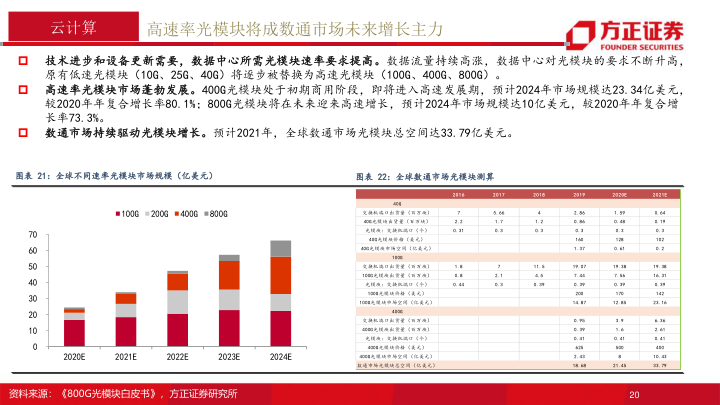 云计算
高速率光模块将成数通市场未来增长主力
方正证券
FOUNDER SECURITIES
技术进步和设备更新需要，数据中心所需光模块速率要求提高。数据流量持续高涨，数据中心对光模块的要求不断升高，
原有低速光模块（10G、25G、40G）将逐步被替换为高速光模块（100G、400G、800G）。
高速率光模块市场蓬勃发展。400G光模块处于初期商用阶段，即将进入高速发展期，预计2024年市场规模达23.34亿美元，
较2020年年复合增长率80.1%；800G光模块将在未来迎来高速增长，预计2024年市场规模达10亿美元，较2020年年复合增
长率73.3%。
数通市场持续驱动光模块增长。预计2021年，全球数通市场光模块总空间达33.79亿美元。
图表 21：全球不同速率光模块市场规模（亿美元）
100G 200G 400G 800G
70
60
50
40
30
20
10
0
2020E 2021E 2022E 2023E 2024E
图表 22：全球数通市场光模块测算
2016 2017 2018 2019 2020E 2021E
40G
交换机端口出货量（百万端） 7 5.66 4 2.86 1.59 0.64
40G光模块出货量（百万端） 2.2 1.7 1.2 0.86 0.48 0.19
光模块：交换机端口（个） 0.31 0.3 0.3 0.3 0.3 0.3
40G光模块价格（美元） 160 128 102
40G光模块市场空间（亿美元） 1.37 0.61 0.2
100G
交换机端口出货量（百万端） 1.8 7 11.5 19.07 19.38 19.38
100G光模块出货量（百万端） 0.8 2.1 4.5 7.44 7.56 16.31
光模块：交换机端口（个） 0.44 0.3 0.39 0.39 0.39 0.39
100G光模块价格（美元） 200 170 142
100G光模块市场空间（亿美元） 14.87 12.85 23.16
400G
交换机端口出货量（百万端） 0.95 3.9 6.36
400G光模块出货量（百万端） 0.39 1.6 2.61
光模块：交换机端口（个） 0.41 0.41 0.41
400G光模块价格（美元） 625 500 400
400G光模块市场空间（亿美元） 2.43 8 10.43
数通市场光模块总空间（亿美元） 18.68 21.46 33.79
资料来源：《800G光模块白皮书》，方正证券研究所
20